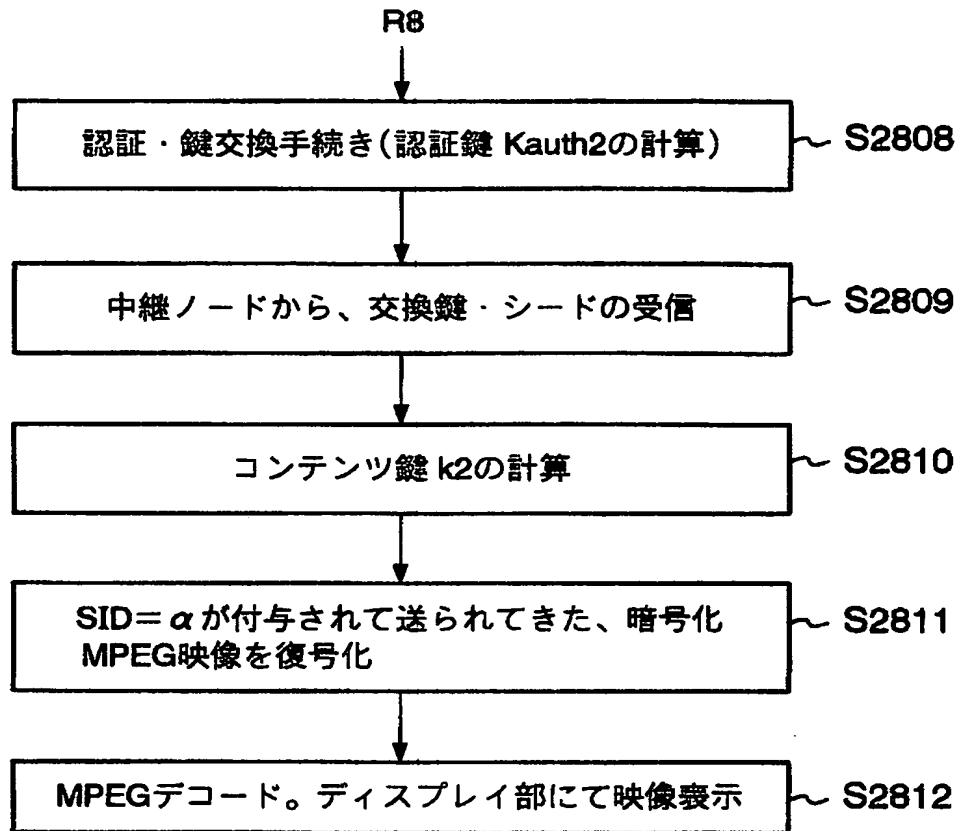 R8
認証・鍵交換手続き(認証鍵 Kauth2の計算)
S2808
中継ノードから、交換鍵・シードの受信
S2809
コンテンツ鍵 k2の計算
S2810
SID=αが付与されて送られてきた、暗号化
MPEG映像を復号化
S2811
MPEGデコード。ディスプレイ部にて映像表示
S2812